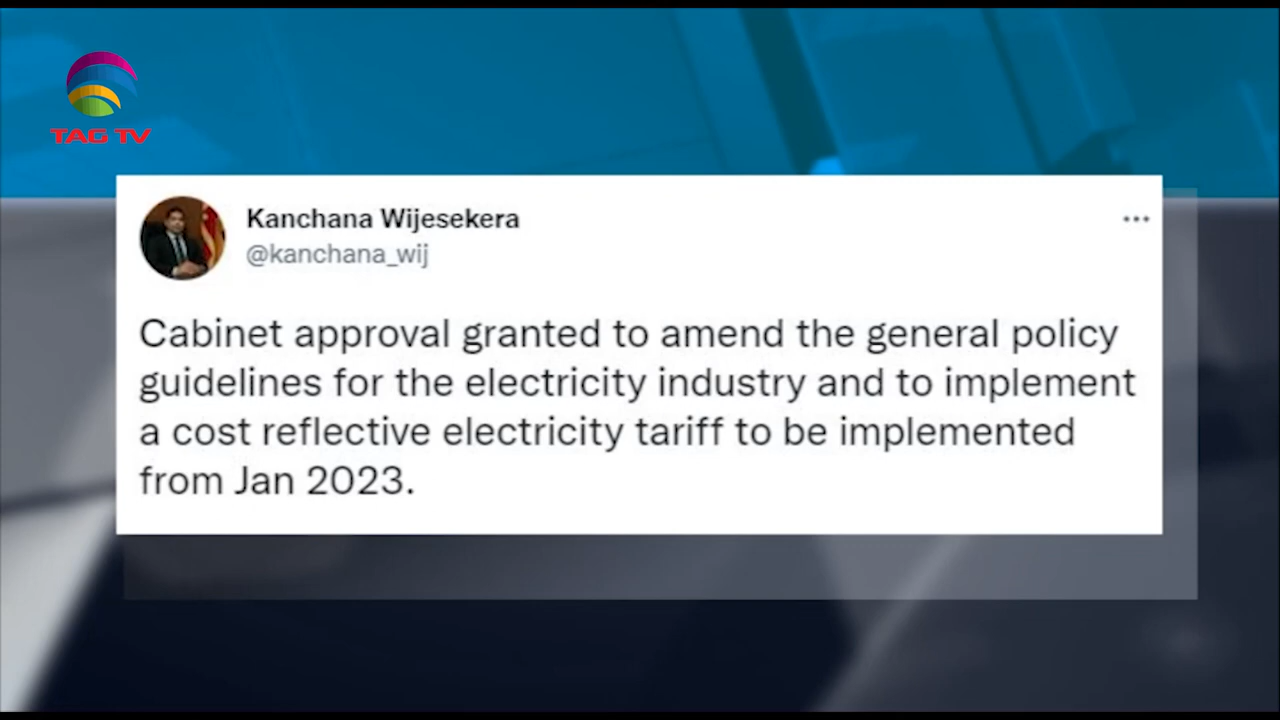 TAG TV
Kanchana Wijesekera
@kanchana_wij
Cabinet approval granted to amend the general policy
guidelines for the electricity industry and to implement
a cost reflective electricity tariff to be implemented
from Jan 2023.